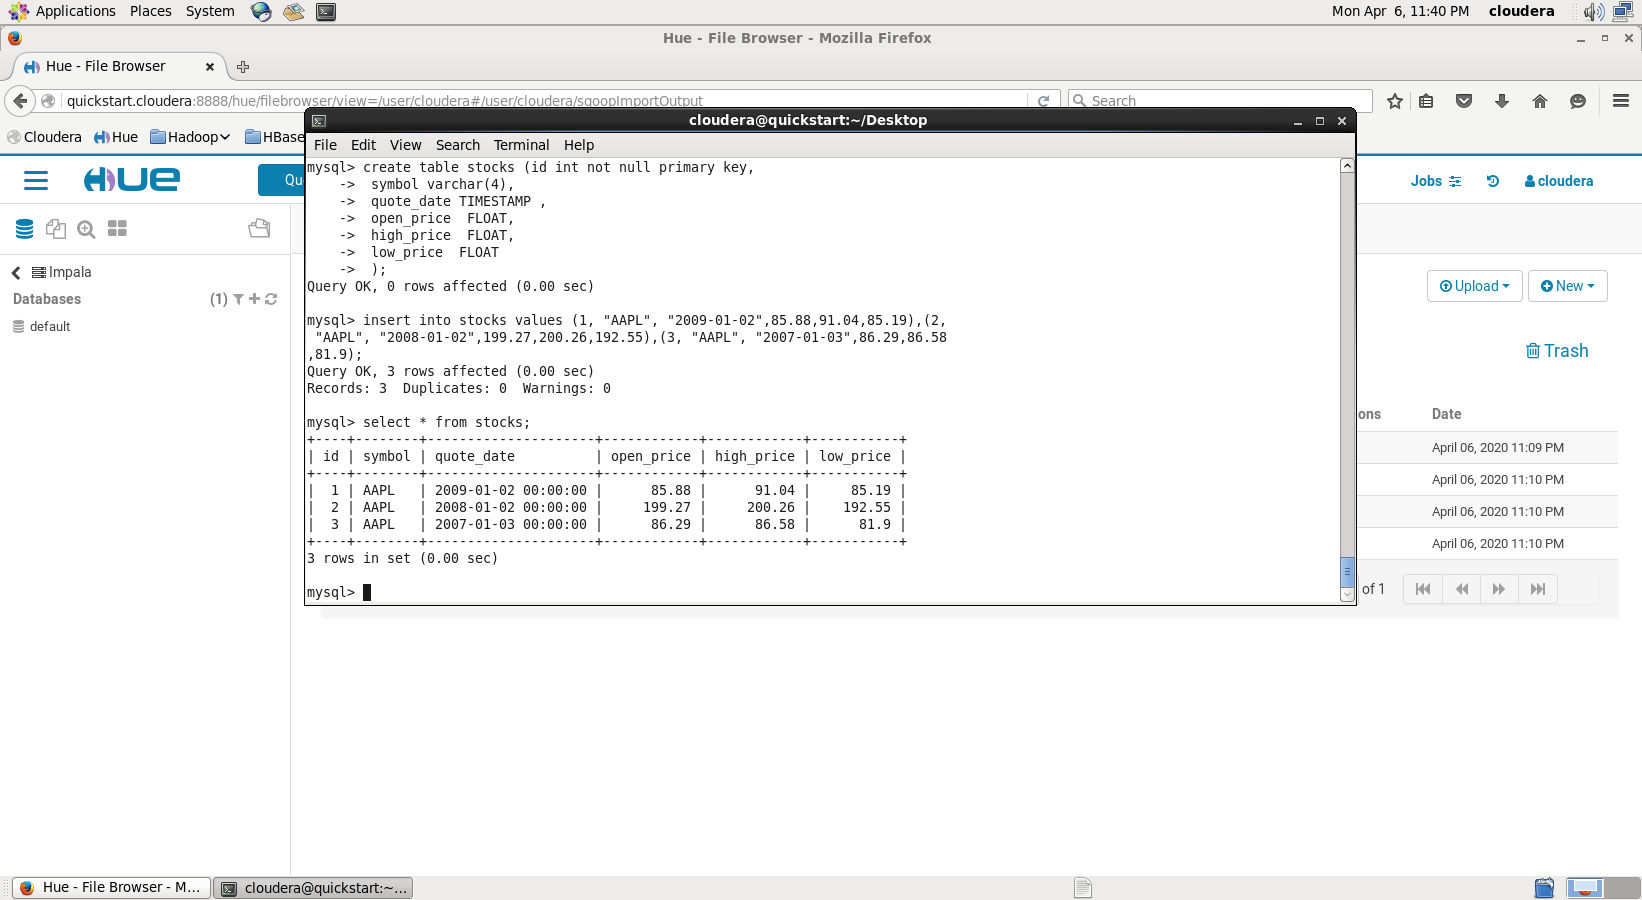 Applications Places System Mon Apr 6, 11:40 PM cloudera
Hue - File Browser - Mozilla Firefox
Hue - File Browser
quickstart.cloudera:8888/hue/filebrowser/view=/user/cloudera#/user/cloudera/sqoopImportOutput Search
Cloudera Hue Hadoop HBase
cloudera@quickstart:~/Desktop
File Edit View Search Terminal Help
HUE Qu Jobs cloudera
mysql> create table stocks (id int not null primary key,
    ->  symbol varchar(4),
    ->  quote_date TIMESTAMP ,
    ->  open_price  FLOAT,
    ->  high_price  FLOAT,
    ->  low_price  FLOAT
    ->  );
Query OK, 0 rows affected (0.00 sec)
mysql> insert into stocks values (1, "AAPL", "2009-01-02",85.88,91.04,85.19),(2,
 "AAPL", "2008-01-02",199.27,200.26,192.55),(3, "AAPL", "2007-01-03",86.29,86.58
,81.9);
Query OK, 3 rows affected (0.00 sec)
Records: 3  Duplicates: 0  Warnings: 0
mysql> select * from stocks;
+----+--------+---------------------+------------+------------+-----------+
| id | symbol | quote_date          | open_price | high_price | low_price |
+----+--------+---------------------+------------+------------+-----------+
|  1 | AAPL   | 2009-01-02 00:00:00 |      85.88 |      91.04 |     85.19 |
|  2 | AAPL   | 2008-01-02 00:00:00 |     199.27 |     200.26 |    192.55 |
|  3 | AAPL   | 2007-01-03 00:00:00 |      86.29 |      86.58 |      81.9 |
+----+--------+---------------------+------------+------------+-----------+
3 rows in set (0.00 sec)
mysql>
Impala
Databases (1)
default
Upload New
Trash
ons Date
April 06, 2020 11:09 PM
April 06, 2020 11:10 PM
April 06, 2020 11:10 PM
April 06, 2020 11:10 PM
of 1
Hue - File Browser - M... cloudera@quickstart:~...